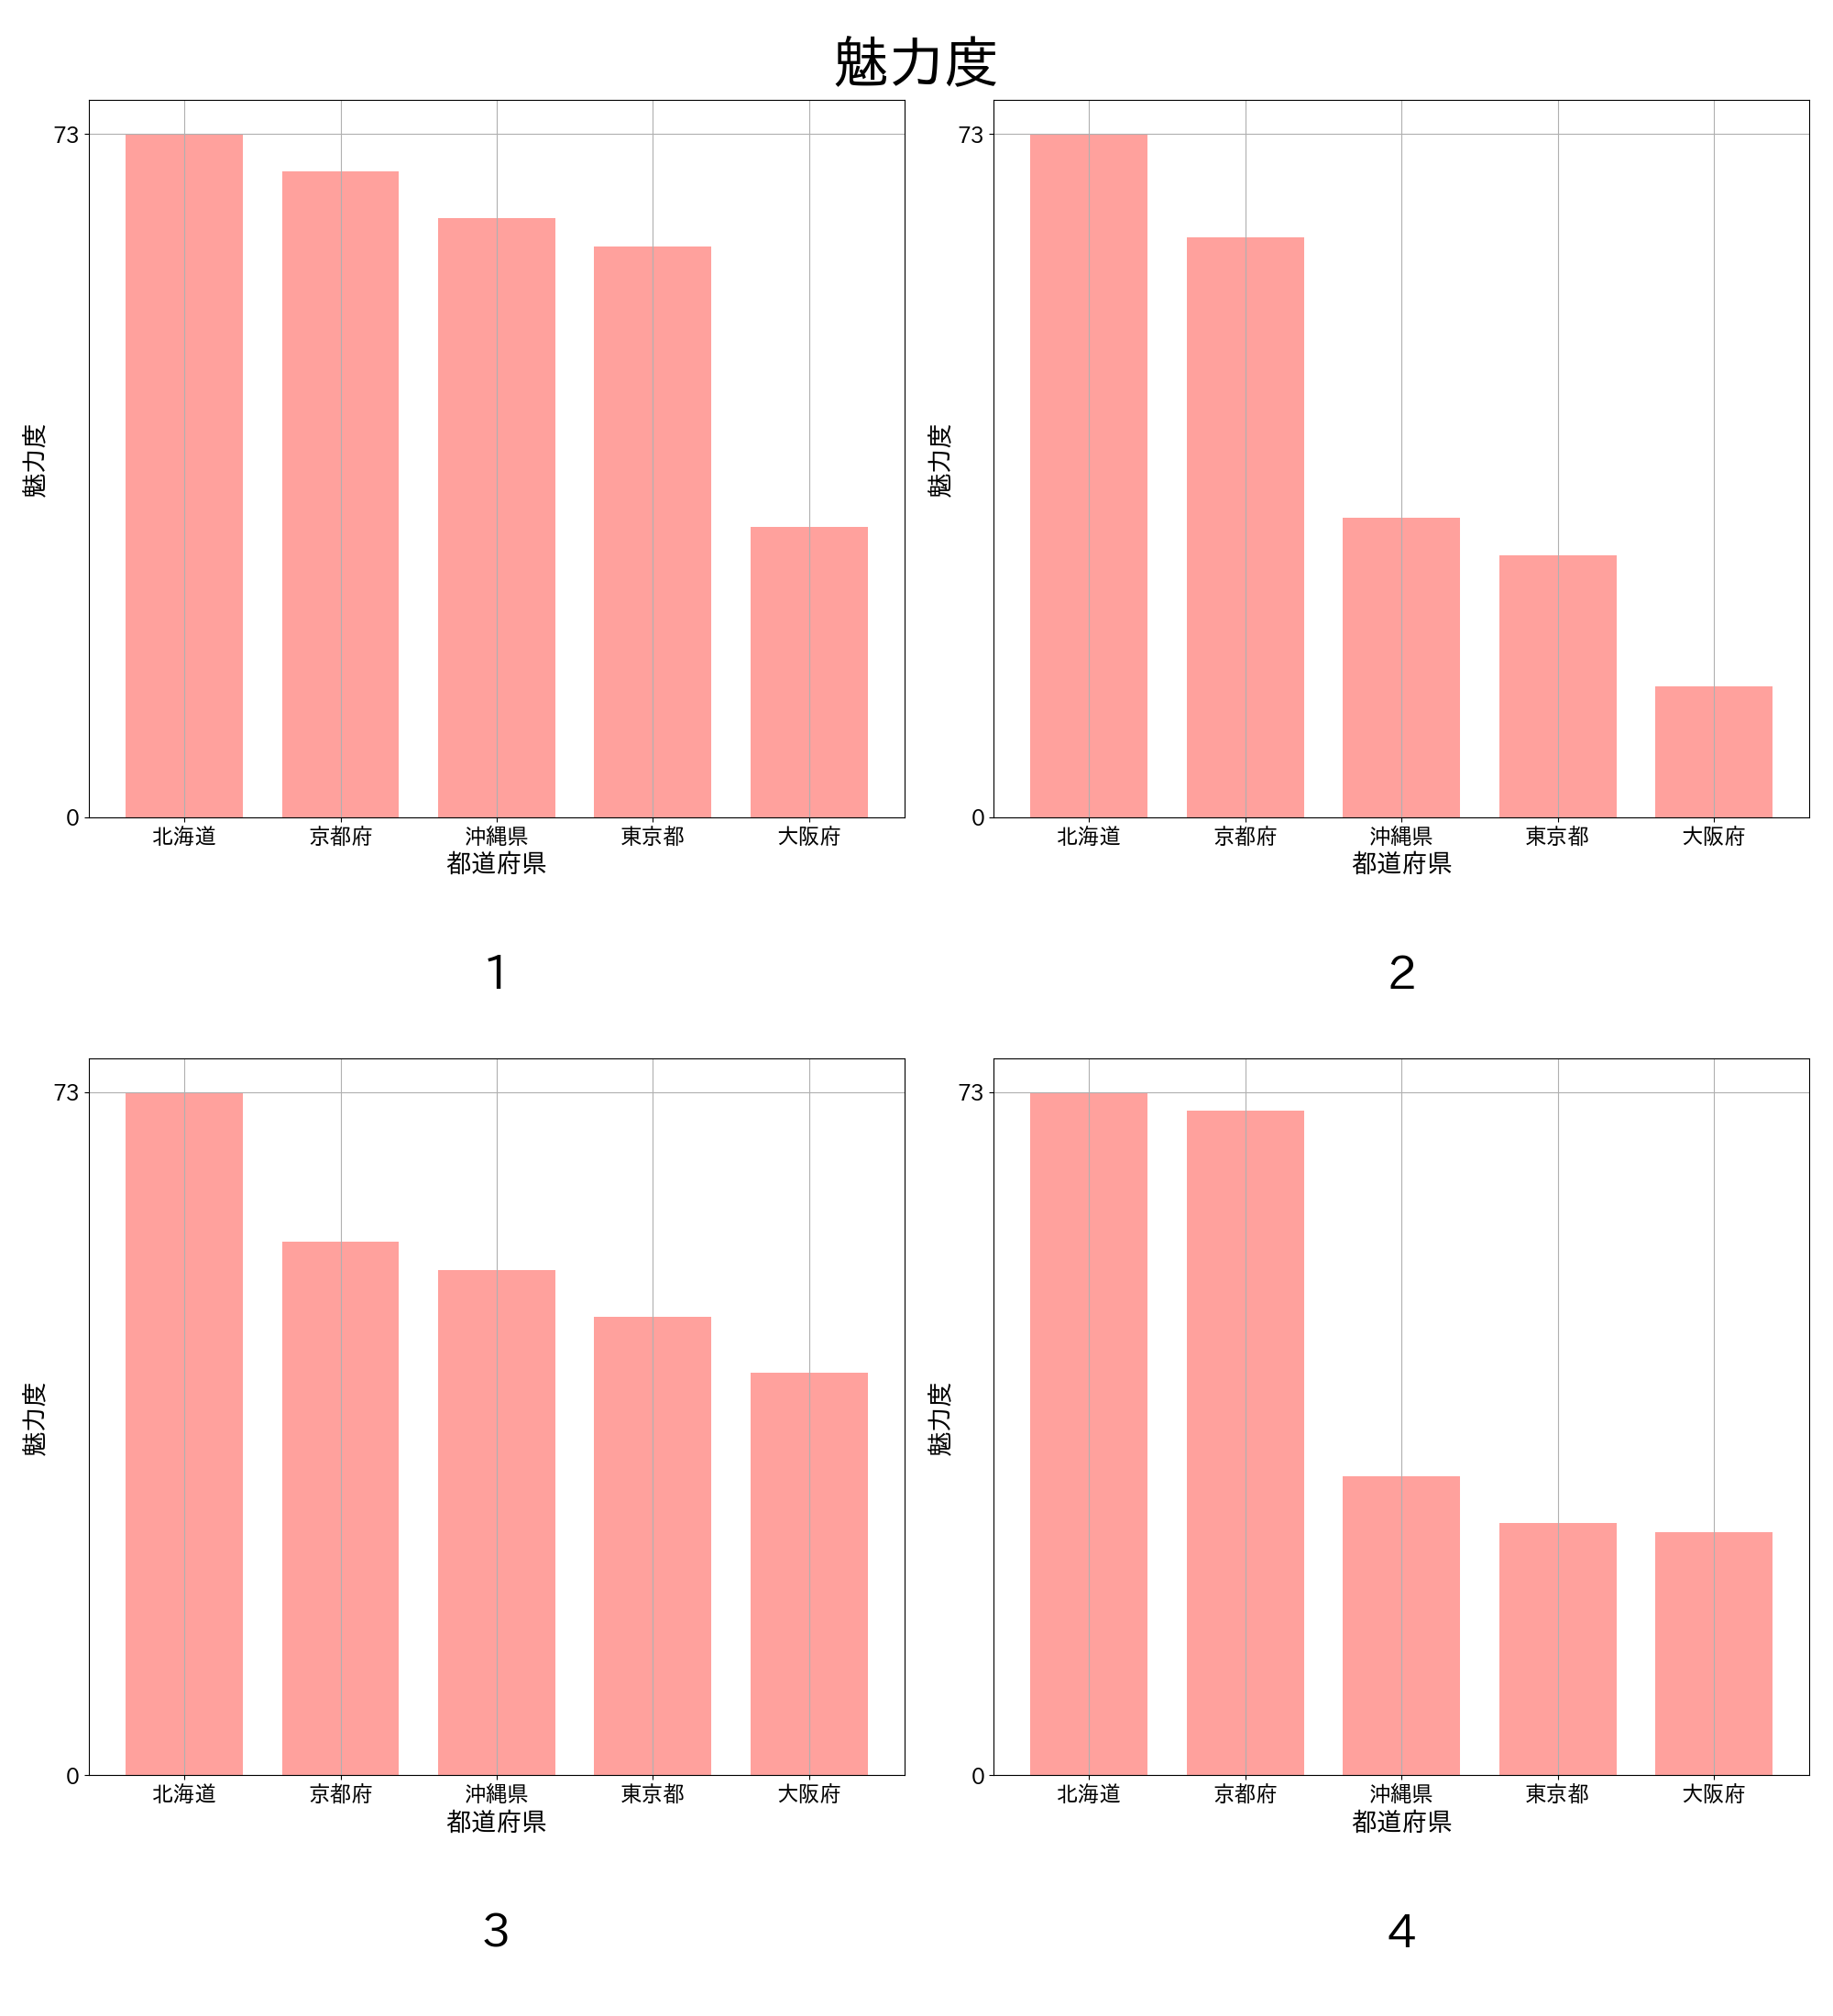 魅力度
魅力度
73
0
北海道 京都府 沖縄県 東京都 大阪府
都道府県
1
魅力度
73
0
北海道 京都府 沖縄県 東京都 大阪府
都道府県
2
魅力度
73
0
北海道 京都府 沖縄県 東京都 大阪府
都道府県
3
魅力度
73
0
北海道 京都府 沖縄県 東京都 大阪府
都道府県
4